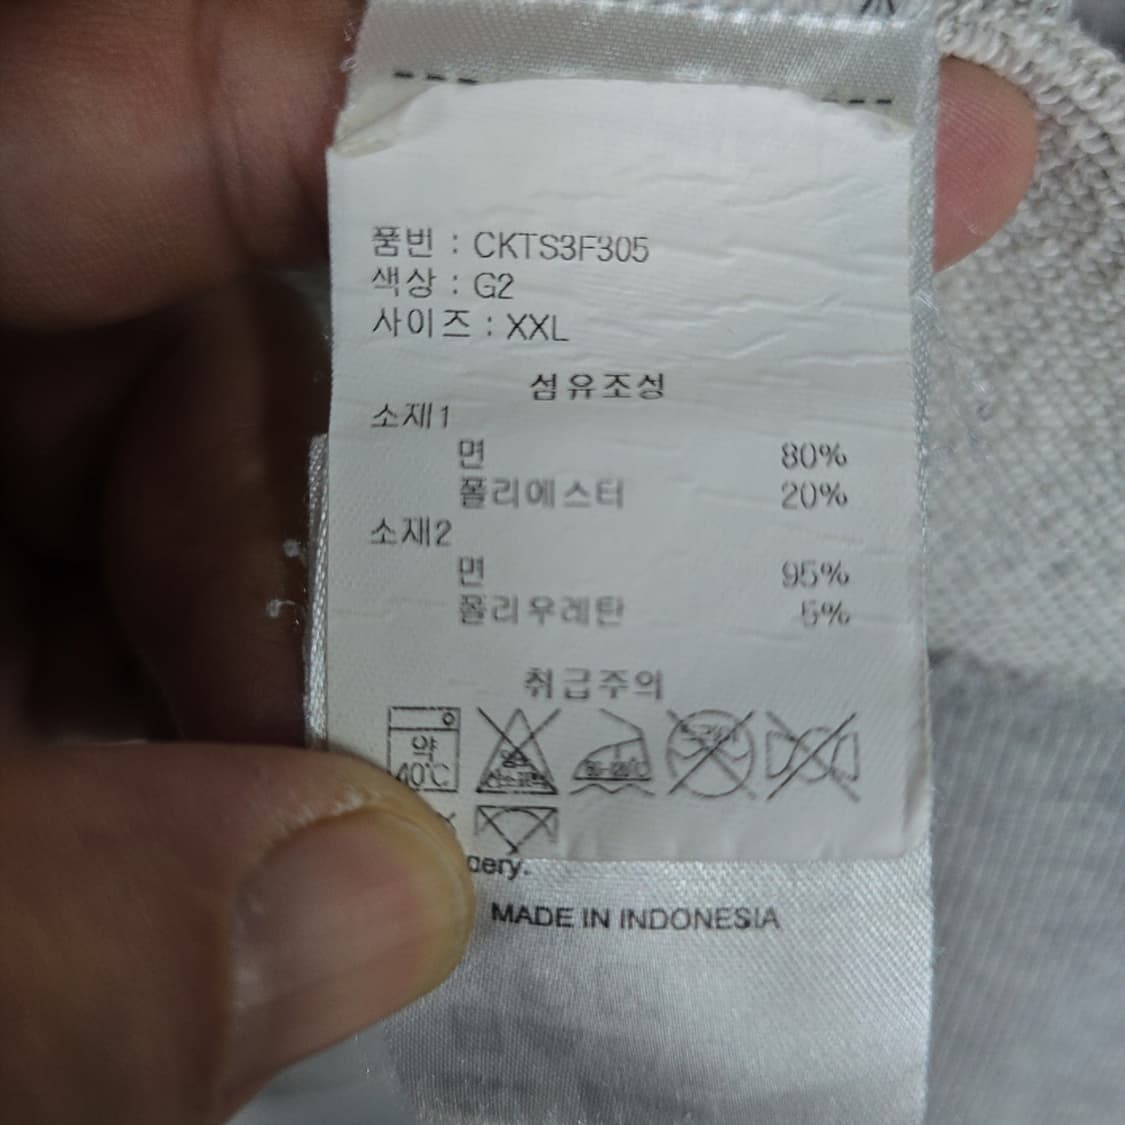 품번 : CKTS3F305
색상 : G2
사이즈 : XXL
섬유조성
소재1
면 80%
폴리에스터 20%
소재2
면 95%
폴리우레탄 5%
취급주의
약
40℃
MADE IN INDONESIA